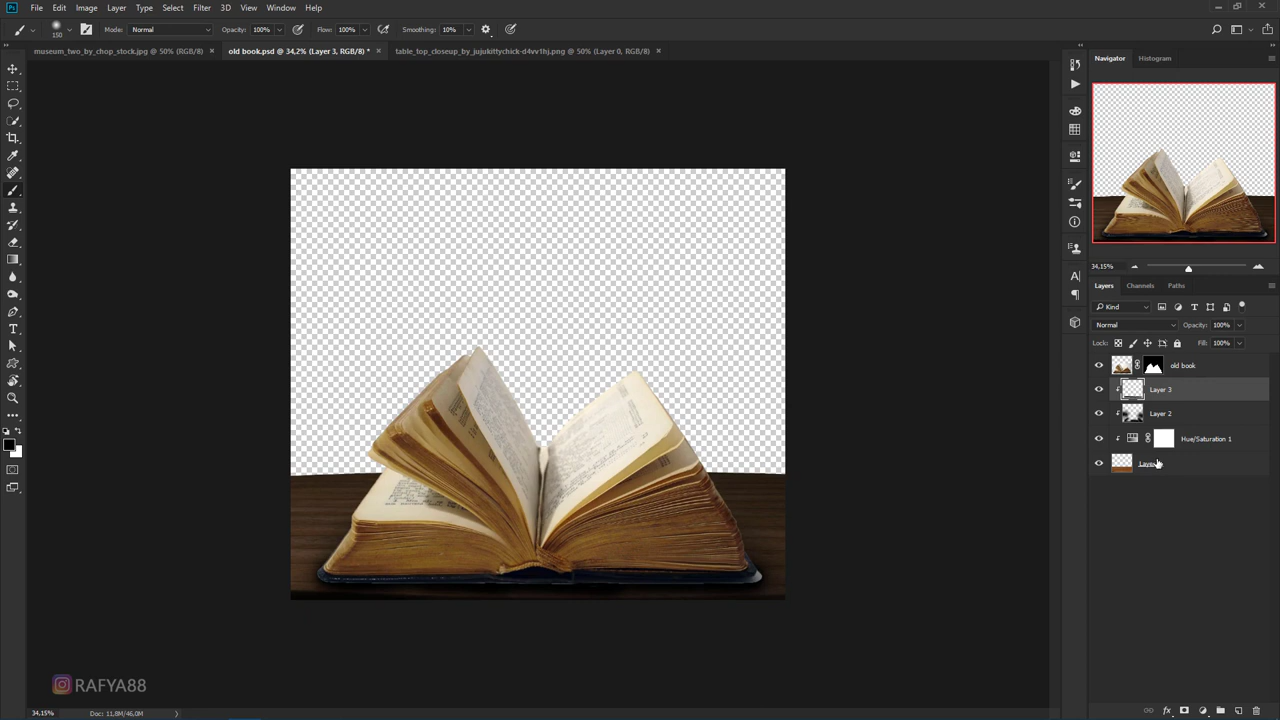 Ps File Edit Image Layer Type Select Filter 3D View Window Help
150 Mode: Normal Opacity: 100% Flow: 100% Smoothing: 10%
museum_two_by_chop_stock.jpg @ 50% (RGB/8) × old book.psd @ 34,2% (Layer 3, RGB/8) * × table_top_closeup_by_jujukittychick-d4vv1hj.png @ 50% (Layer 0, RGB/8) ×
Navigator Histogram
34,15%
Layers Channels Paths
Kind
Normal Opacity: 100%
Lock: Fill: 100%
old book
Layer 3
Layer 2
Hue/Saturation 1
Layer
RAFYA88
34,15% Doc: 11,8M/46,0M